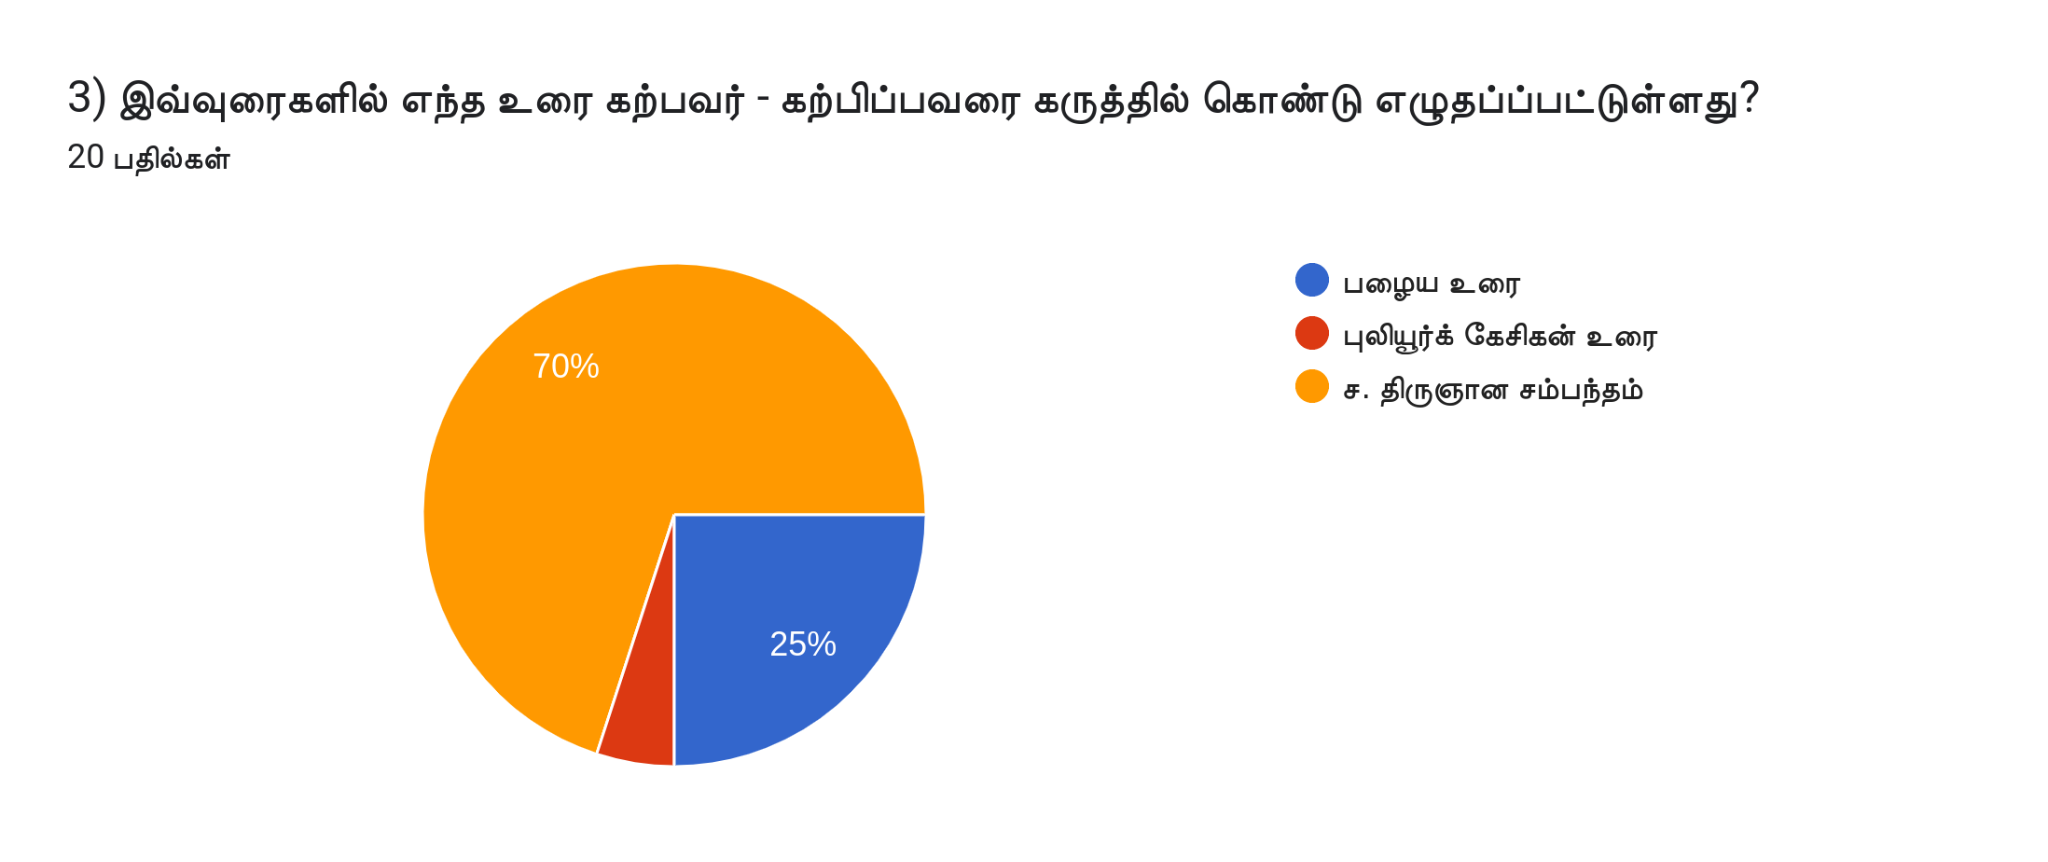 3) இவ்வுரைகளில் எந்த உரை கற்பவர் - கற்பிப்பவரை கருத்தில் கொண்டு எழுதப்ப்பட்டுள்ளது?
20 பதில்கள்
பழைய உரை
புலியூர்க் கேசிகன் உரை
ச. திருஞான சம்பந்தம்
70%
25%